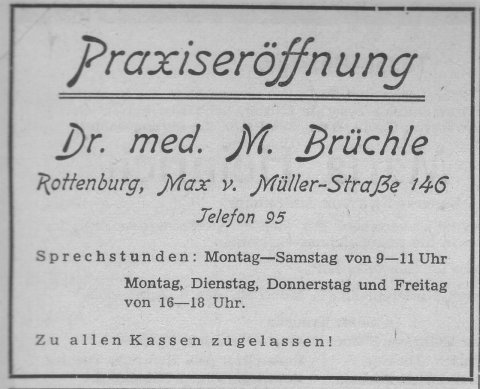 Praxiseröffnung
Dr. med. M. Brüchle
Rottenburg, Max v. Müller-Straße 146
Telefon 95
Sprechstunden: Montag—Samstag von 9—11 Uhr
Montag, Dienstag, Donnerstag und Freitag
von 16—18 Uhr.
Zu allen Kassen zugelassen!